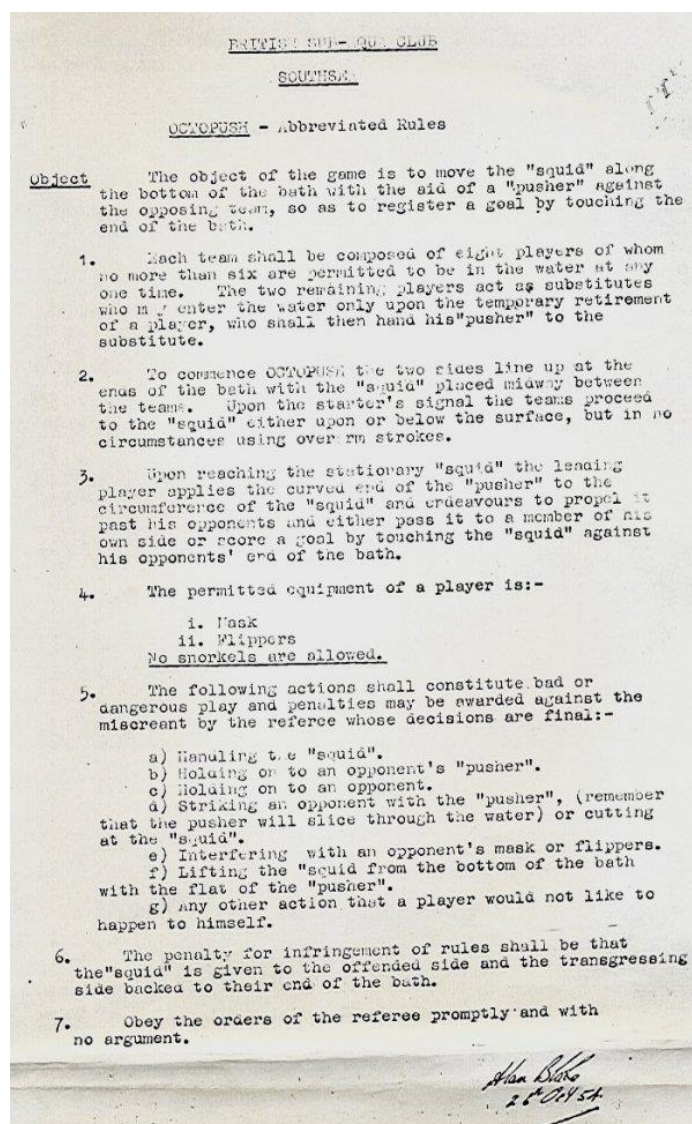 BRITISH SUB-AQUA CLUB
SOUTHSEA
OCTOPUSH - Abbreviated Rules
Object The object of the game is to move the "squid" along
the bottom of the bath with the aid of a "pusher" against
the opposing team, so as to register a goal by touching the
end of the bath.
1. Each team shall be composed of eight players of whom
no more than six are permitted to be in the water at any
one time. The two remaining players act as substitutes
who may enter the water only upon the temporary retirement
of a player, who shall then hand his"pusher" to the
substitute.
2. To commence OCTOPUSH the two sides line up at the
ends of the bath with the "squid" placed midway between
the teams. Upon the starter's signal the teams proceed
to the "squid" either upon or below the surface, but in no
circumstances using overarm strokes.
3. Upon reaching the stationary "squid" the leading
player applies the curved end of the "pusher" to the
circumference of the "squid" and endeavours to propel it
past his opponents and either pass it to a member of his
own side or score a goal by touching the "squid" against
his opponents' end of the bath.
4. The permitted equipment of a player is:-
i. Mask
ii. Flippers
No snorkels are allowed.
5. The following actions shall constitute bad or
dangerous play and penalties may be awarded against the
miscreant by the referee whose decisions are final:-
a) Handling the "squid".
b) Holding on to an opponent's "pusher".
c) Holding on to an opponent.
d) Striking an opponent with the "pusher", (remember
that the pusher will slice through the water) or cutting
at the "squid".
e) Interfering with an opponent's mask or flippers.
f) Lifting the "squid from the bottom of the bath
with the flat of the "pusher".
g) Any other action that a player would not like to
happen to himself.
6. The penalty for infringement of rules shall be that
the"squid" is given to the offended side and the transgressing
side backed to their end of the bath.
7. Obey the orders of the referee promptly and with
no argument.
Alan Blake
Oct 54